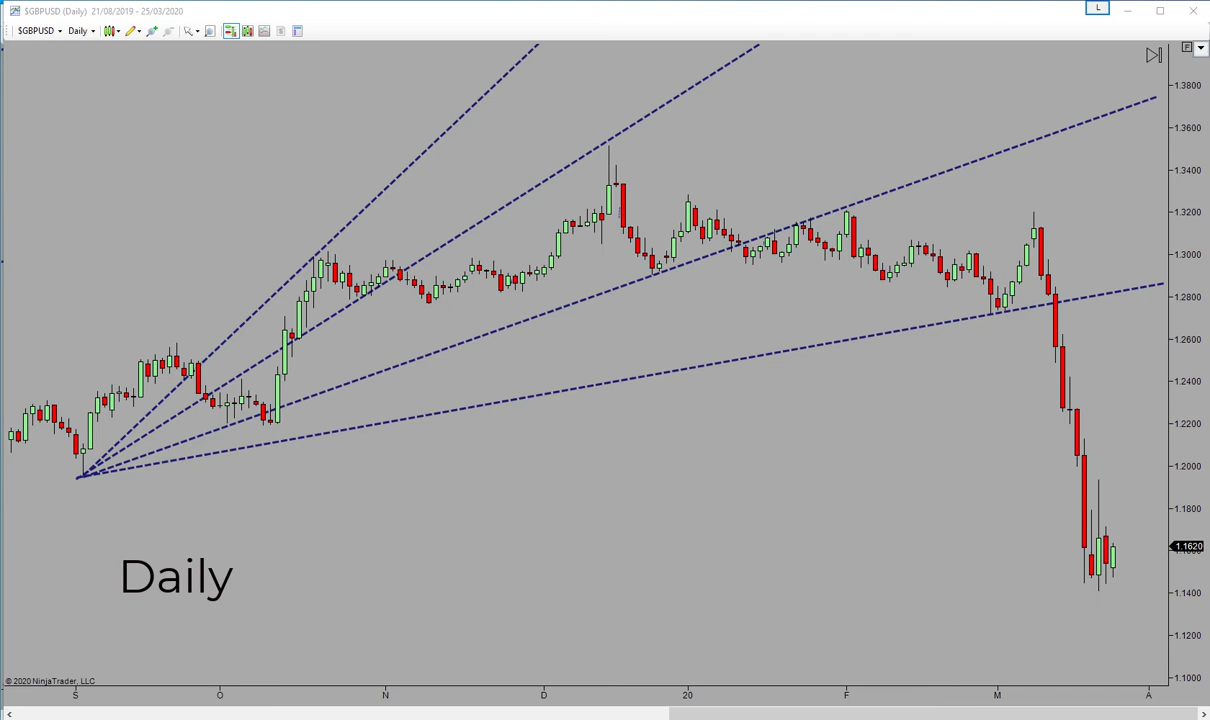 $GBPUSD (Daily) 21/08/2019 - 25/03/2020
L
$GBPUSD Daily
F
1.3800
1.3600
1.3400
1.3200
1.3000
1.2800
1.2600
1.2400
1.2200
1.2000
1.1800
1.1620
1.1400
1.1200
1.1000
Daily
© 2020 NinjaTrader, LLC
S O N D 20 F M A